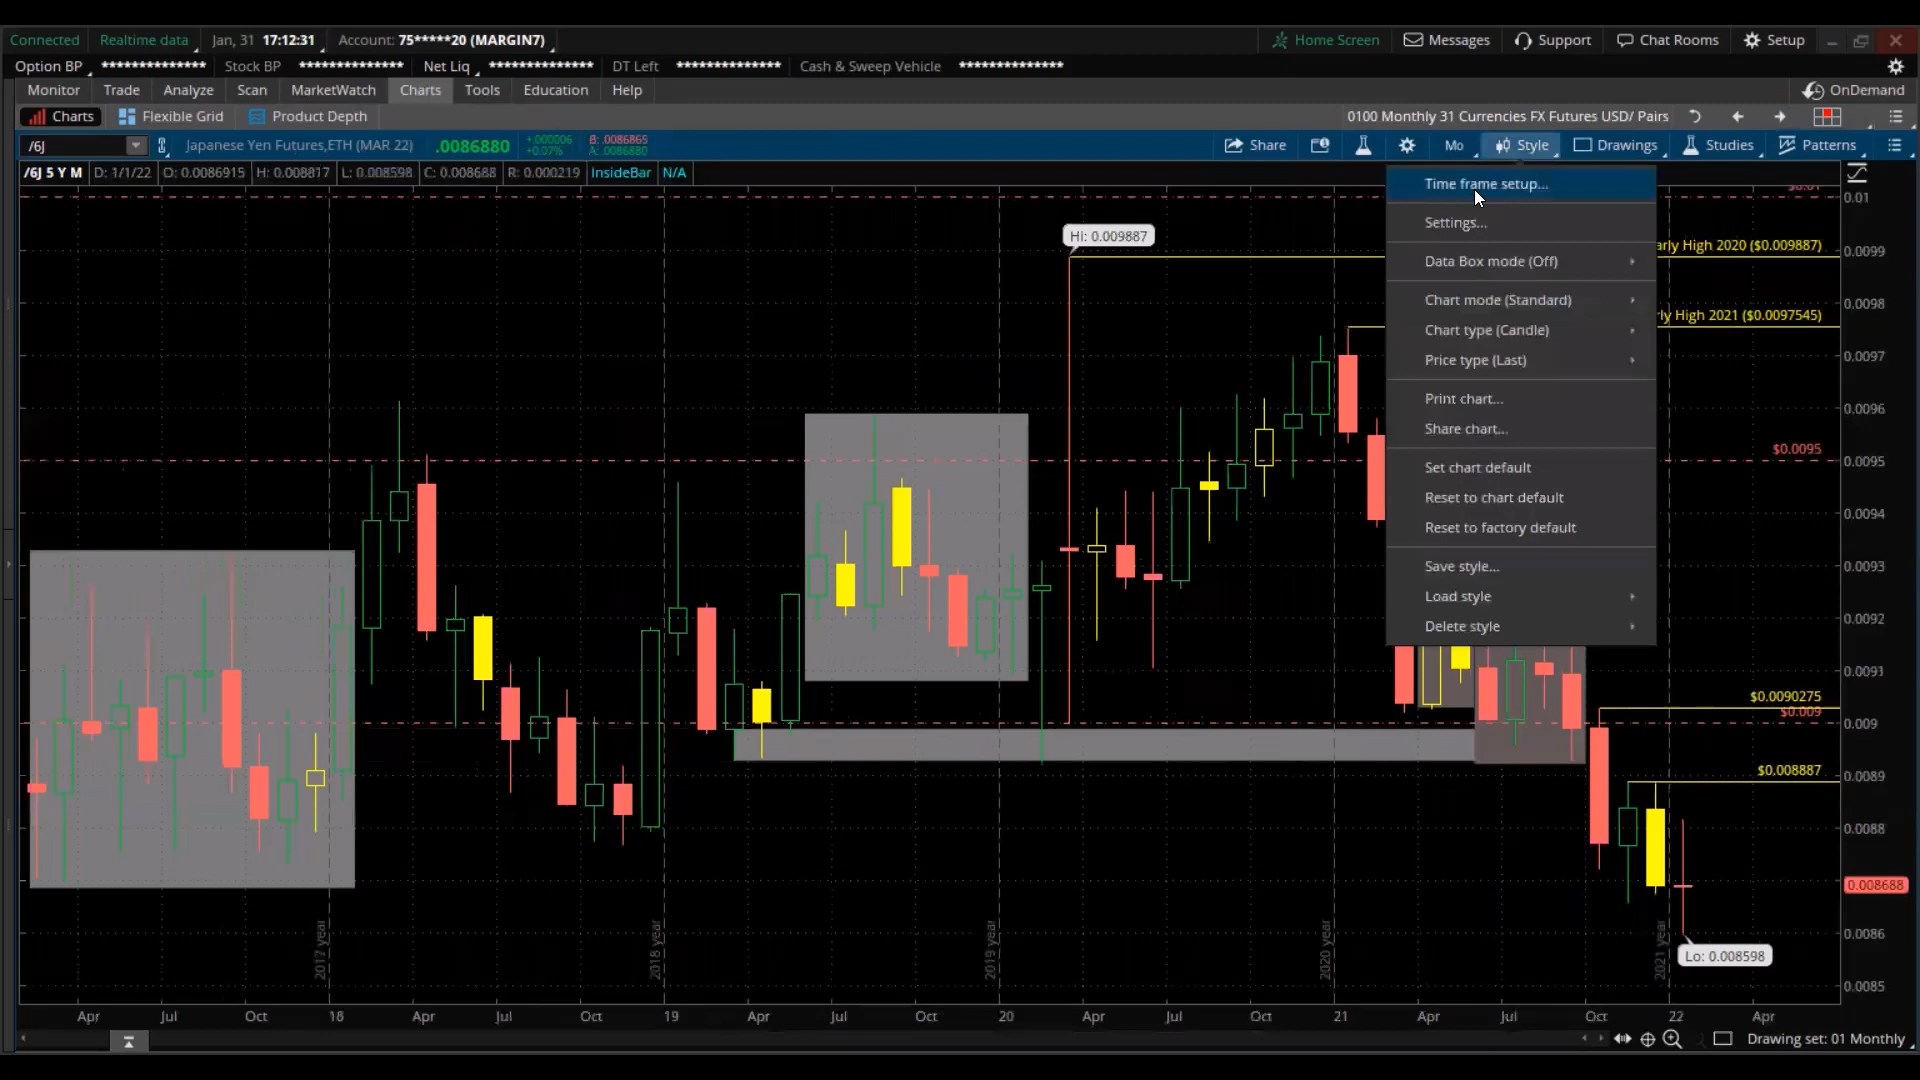 Connected Realtime data Jan, 31 17:12:31 Account: 75*****20 (MARGIN7) Home Screen Messages Support Chat Rooms Setup
Option BP ************** Stock BP ************** Net Liq ************** DT Left ************** Cash & Sweep Vehicle **************
Monitor Trade Analyze Scan MarketWatch Charts Tools Education Help OnDemand
Charts Flexible Grid Product Depth 0100 Monthly 31 Currencies FX Futures USD/ Pairs
/6J Japanese Yen Futures,ETH (MAR 22) .0086880 +.000006 +0.07% B: .0086865 A: .0086880 Share Mo Style Drawings Studies Patterns
/6J 5 Y M D: 1/1/22 O: 0.0086915 H: 0.008817 L: 0.008598 C: 0.008688 R: 0.000219 InsideBar N/A
Time frame setup...
Settings...
Data Box mode (Off)
Chart mode (Standard)
Chart type (Candle)
Price type (Last)
Print chart...
Share chart...
Set chart default
Reset to chart default
Reset to factory default
Save style...
Load style
Delete style
Hi: 0.009887
arly High 2020 ($0.009887)
rly High 2021 ($0.0097545)
$0.0095
$0.0090275
$0.009
$0.008887
Lo: 0.008598
0.01
0.0099
0.0098
0.0097
0.0096
0.0095
0.0094
0.0093
0.0092
0.0091
0.009
0.0089
0.0088
0.008688
0.0086
0.0085
2017 year
2018 year
2019 year
2020 year
2021 year
Apr Jul Oct 18 Apr Jul Oct 19 Apr Jul Oct 20 Apr Jul Oct 21 Apr Jul Oct 22 Apr
Drawing set: 01 Monthly